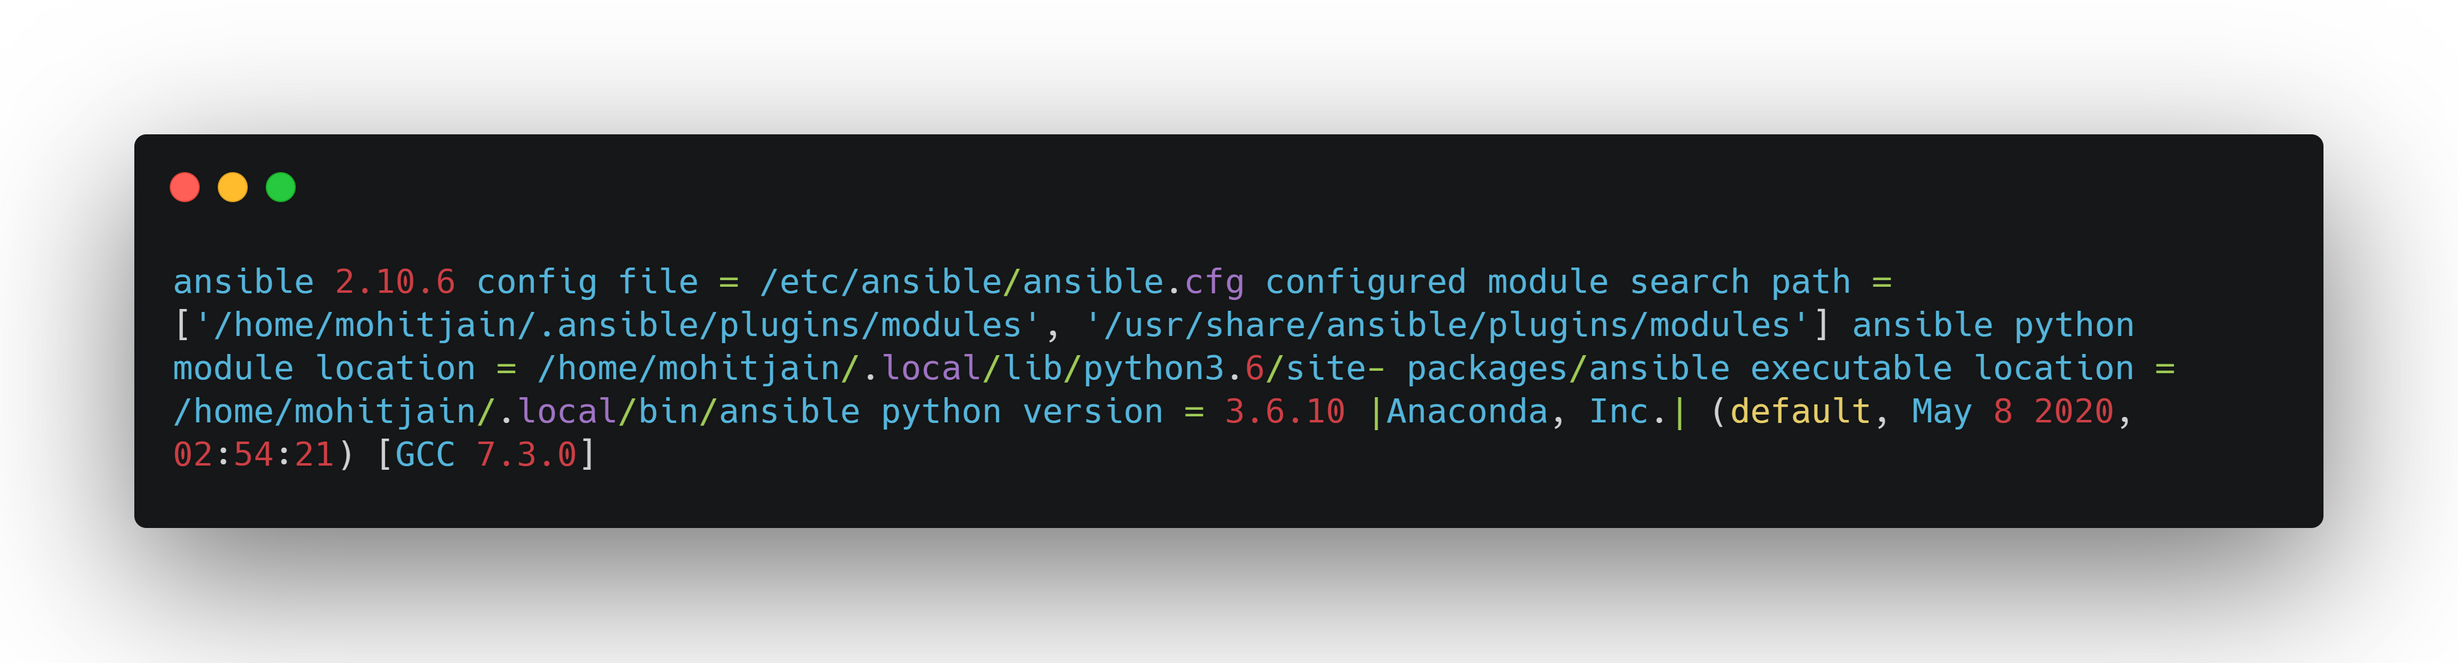 ansible 2.10.6 config file = /etc/ansible/ansible.cfg configured module search path =
['/home/mohitjain/.ansible/plugins/modules', '/usr/share/ansible/plugins/modules'] ansible python
module location = /home/mohitjain/.local/lib/python3.6/site- packages/ansible executable location =
/home/mohitjain/.local/bin/ansible python version = 3.6.10 |Anaconda, Inc.| (default, May 8 2020,
02:54:21) [GCC 7.3.0]